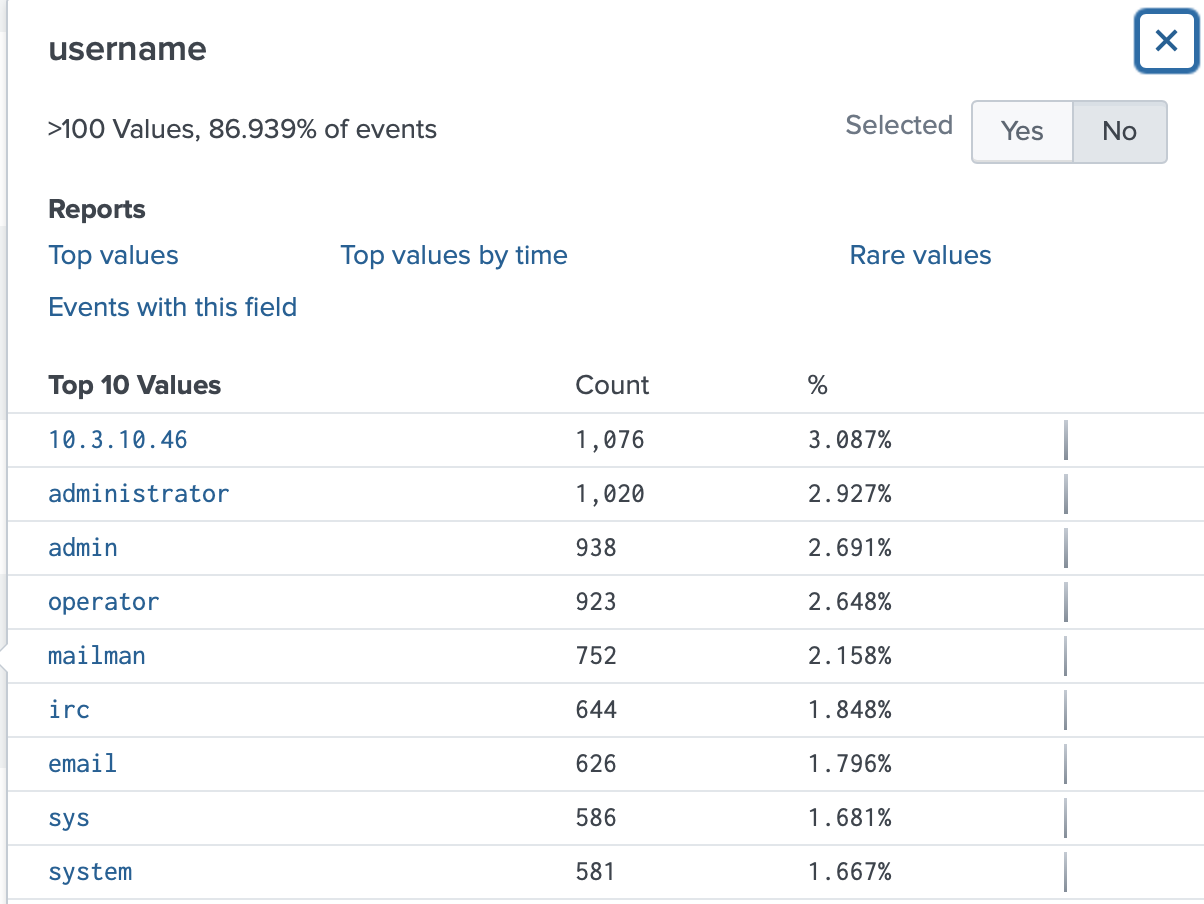 username
>100 Values, 86.939% of events
Selected Yes No
Reports
Top values Top values by time Rare values
Events with this field
Top 10 Values Count %
10.3.10.46 1,076 3.087%
administrator 1,020 2.927%
admin 938 2.691%
operator 923 2.648%
mailman 752 2.158%
irc 644 1.848%
email 626 1.796%
sys 586 1.681%
system 581 1.667%